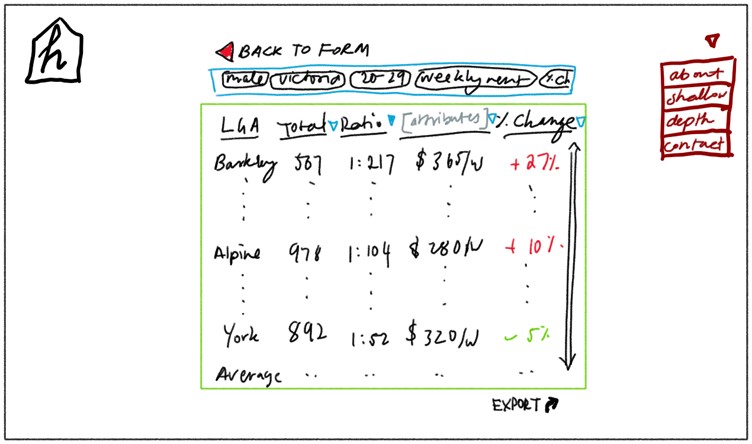 h
BACK TO FORM
male victoria 20-29 weekly rent %.ch
about
shallow
depth
contact
LGA Total Ratio [attributes] % Change
Barkley 567 1:217 $365/w +27%
Alpine 978 1:104 $280/w +10%
York 892 1:52 $320/w -5%
Average
EXPORT